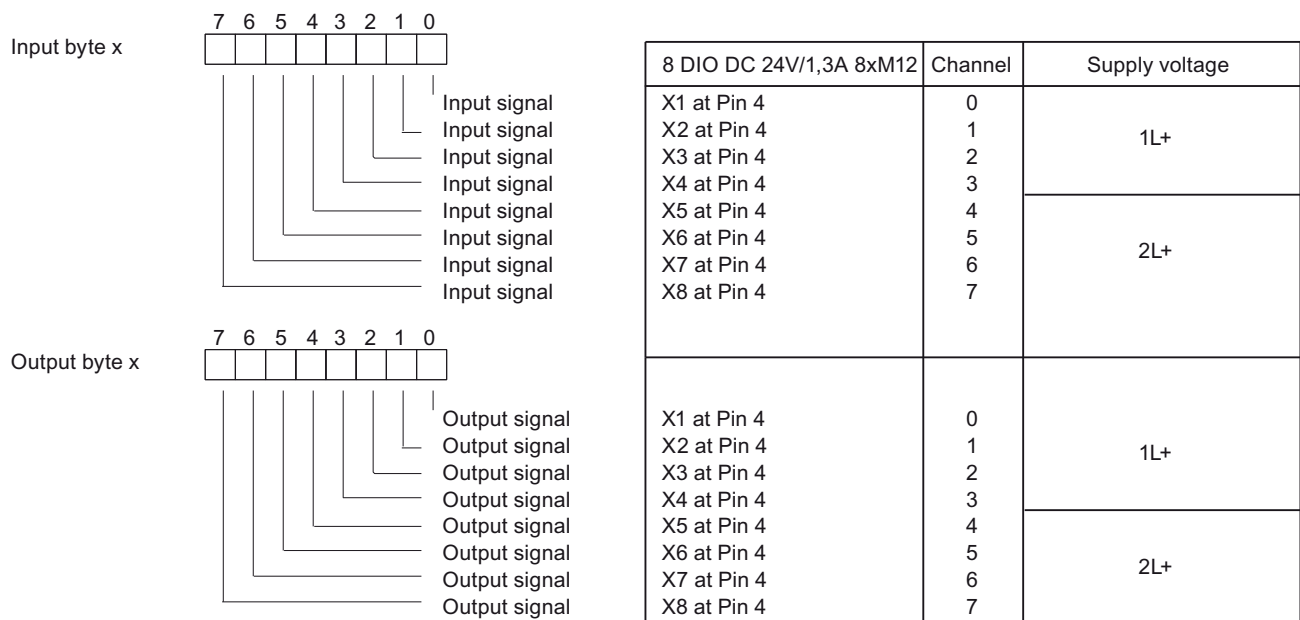 7 6 5 4 3 2 1 0
Input byte x
8 DIO DC 24V/1,3A 8xM12 Channel Supply voltage
Input signal X1 at Pin 4 0
Input signal X2 at Pin 4 1
1L+
Input signal X3 at Pin 4 2
Input signal X4 at Pin 4 3
Input signal X5 at Pin 4 4
Input signal X6 at Pin 4 5
2L+
Input signal X7 at Pin 4 6
Input signal X8 at Pin 4 7
7 6 5 4 3 2 1 0
Output byte x
Output signal X1 at Pin 4 0
Output signal X2 at Pin 4 1
1L+
Output signal X3 at Pin 4 2
Output signal X4 at Pin 4 3
Output signal X5 at Pin 4 4
Output signal X6 at Pin 4 5
2L+
Output signal X7 at Pin 4 6
Output signal X8 at Pin 4 7